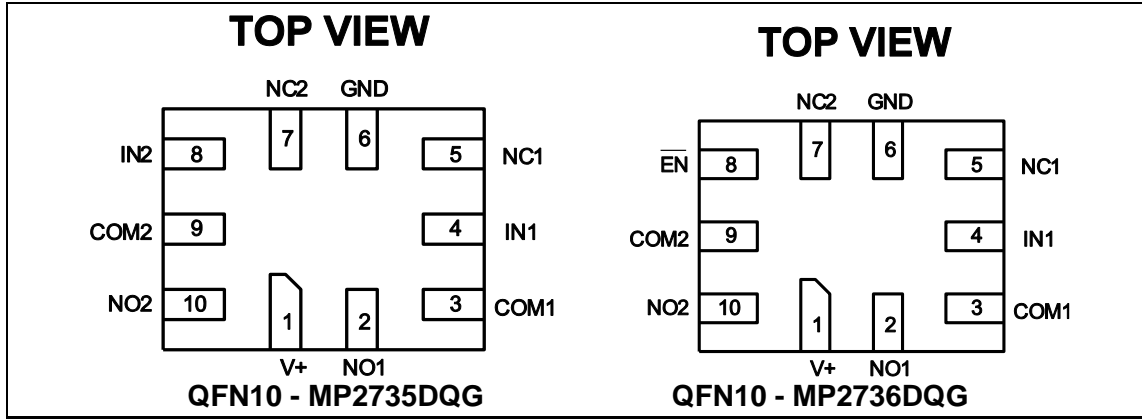 TOP VIEW
NC2 GND
7 6
IN2 8 5 NC1
COM2 9 4 IN1
NO2 10 3 COM1
1 2
V+ NO1
QFN10 - MP2735DQG
TOP VIEW
NC2 GND
7 6
EN 8 5 NC1
COM2 9 4 IN1
NO2 10 3 COM1
1 2
V+ NO1
QFN10 - MP2736DQG